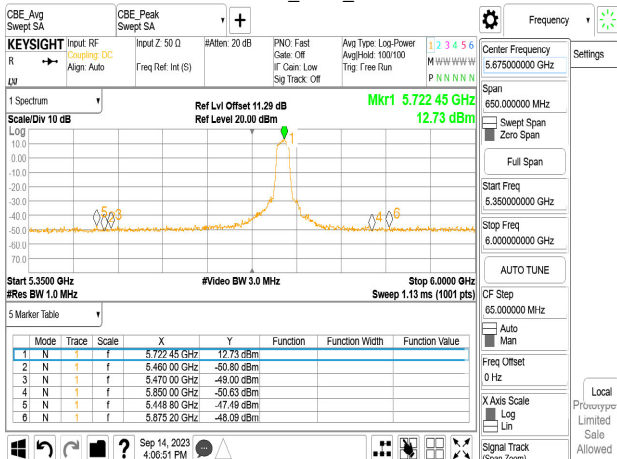 CBE_Avg
Swept SA
CBE_Peak
Swept SA
Frequency
Settings
KEYSIGHT
R
Input: RF
Coupling: DC
Align: Auto
Input Z: 50 Ω
Freq Ref: Int (S)
#Atten: 20 dB
PNO: Fast
Gate: Off
IF Gain: Low
Sig Track: Off
Avg Type: Log-Power
Avg|Hold: 100/100
Trig: Free Run
1 2 3 4 5 6
M W W W W W
P N N N N N
Center Frequency
5.675000000 GHz
Span
650.000000 MHz
Swept Span
Zero Span
Full Span
Start Freq
5.350000000 GHz
Stop Freq
6.000000000 GHz
AUTO TUNE
CF Step
65.000000 MHz
Auto
Man
Freq Offset
0 Hz
X Axis Scale
Log
Lin
Signal Track
(Span Zoom)
Local
Prototype
Limited
Sale
Allowed
1 Spectrum
Scale/Div 10 dB
Ref Lvl Offset 11.29 dB
Ref Level 20.00 dBm
Mkr1 5.722 45 GHz
12.73 dBm
Log
10.0
0.00
-10.0
-20.0
-30.0
-40.0
-50.0
-60.0
-70.0
1
5
3
4
6
Start 5.3500 GHz
#Res BW 1.0 MHz
#Video BW 3.0 MHz
Stop 6.0000 GHz
Sweep 1.13 ms (1001 pts)
5 Marker Table
Mode Trace Scale X Y Function Function Width Function Value
1 N 1 f 5.722 45 GHz 12.73 dBm
2 N 1 f 5.460 00 GHz -50.80 dBm
3 N 1 f 5.470 00 GHz -49.00 dBm
4 N 1 f 5.850 00 GHz -50.63 dBm
5 N 1 f 5.448 80 GHz -47.49 dBm
6 N 1 f 5.875 20 GHz -48.09 dBm
?
Sep 14, 2023
4:06:51 PM